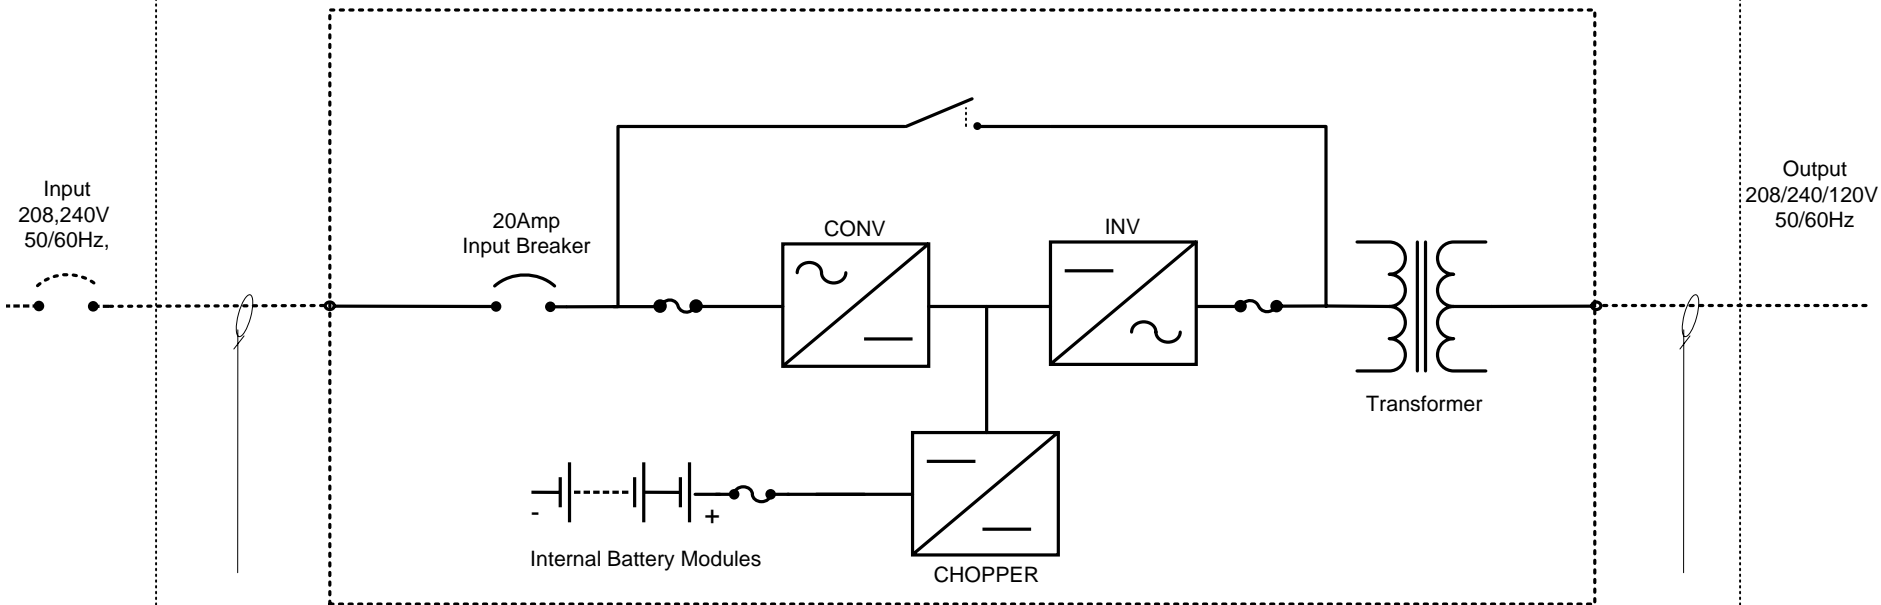 Input
208,240V
50/60Hz,
20Amp
Input Breaker
CONV
INV
Output
208/240/120V
50/60Hz
Transformer
-
+
Internal Battery Modules
CHOPPER